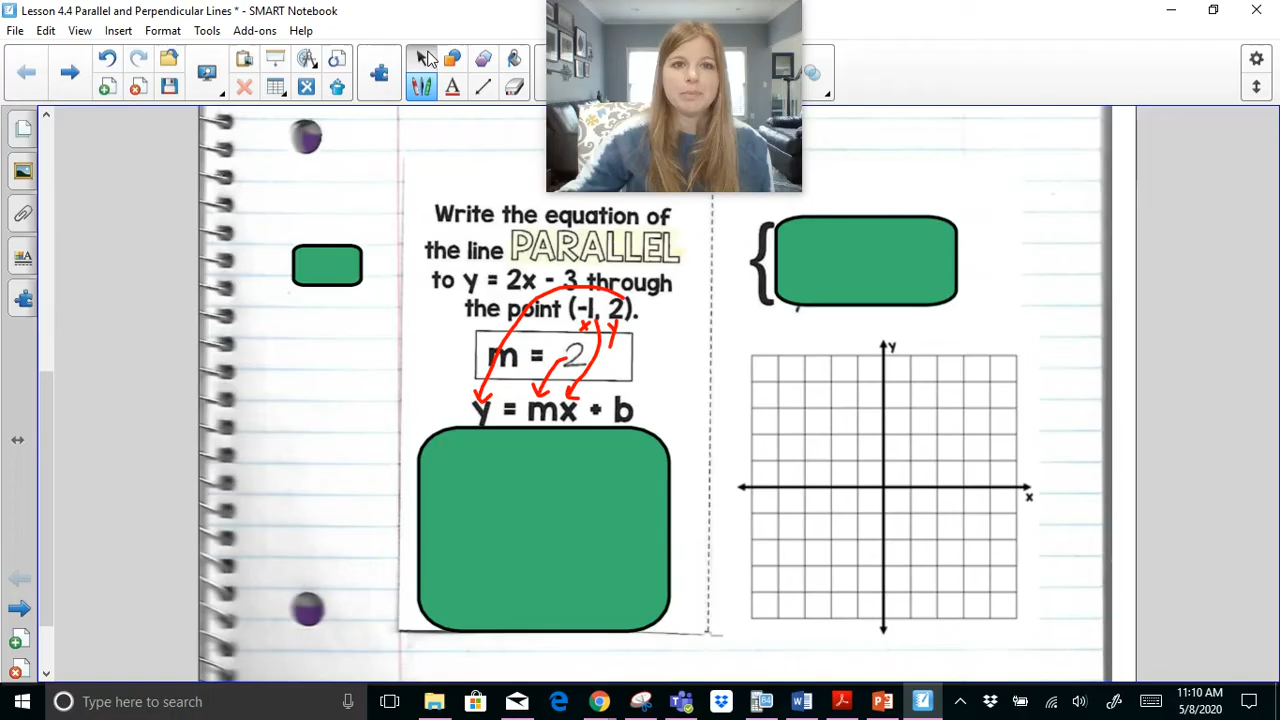 Lesson 4.4 Parallel and Perpendicular Lines * - SMART Notebook
File Edit View Insert Format Tools Add-ons Help
Write the equation of
the line PARALLEL
to y = 2x - 3 through
the point (-1, 2).
x y
m = 2
y = mx + b
y
x
Type here to search
11:10 AM
5/8/2020